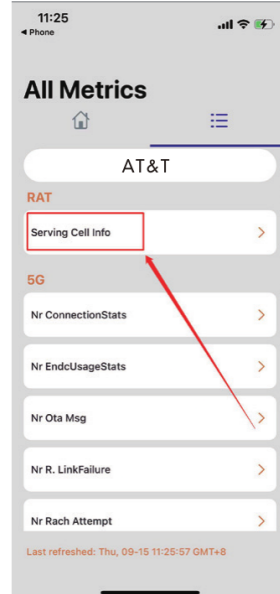 11:25
◀ Phone
All Metrics
AT&T
RAT
Serving Cell Info
5G
Nr ConnectionStats
Nr EndcUsageStats
Nr Ota Msg
Nr R. LinkFailure
Nr Rach Attempt
Last refreshed: Thu, 09-15 11:25:57 GMT+8